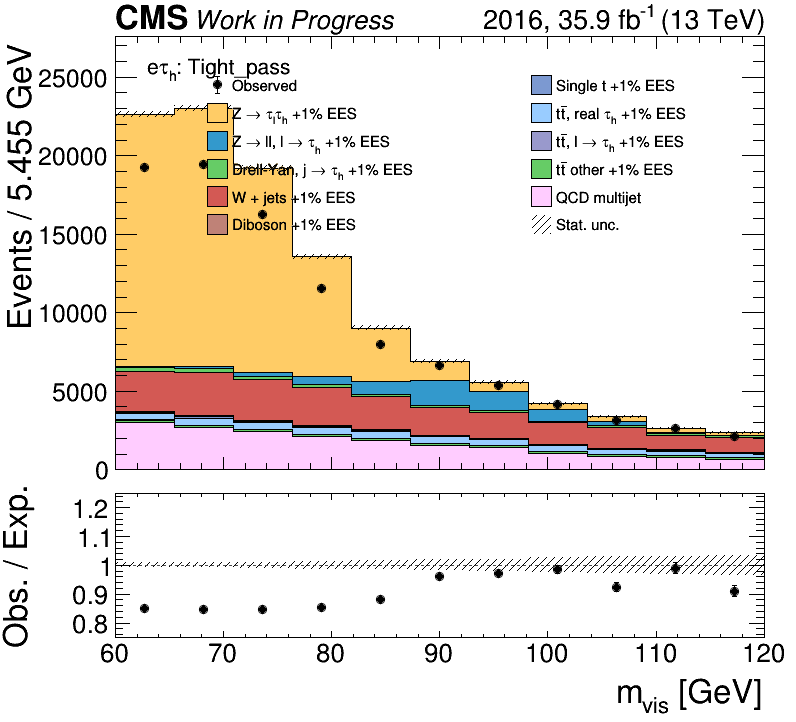 CMS Work in Progress 2016, 35.9 fb⁻¹ (13 TeV)
Events / 5.455 GeV
25000
20000
15000
10000
5000
0
eτₕ: Tight_pass
Observed
Z → τₗτₕ +1% EES
Z → ll, l → τₕ +1% EES
Drell-Yan, j → τₕ +1% EES
W + jets +1% EES
Diboson +1% EES
Single t +1% EES
tt̄, real τₕ +1% EES
tt̄, l → τₕ +1% EES
tt̄ other +1% EES
QCD multijet
Stat. unc.
Obs. / Exp.
1.2
1.1
1
0.9
0.8
60 70 80 90 100 110 120
m_vis [GeV]